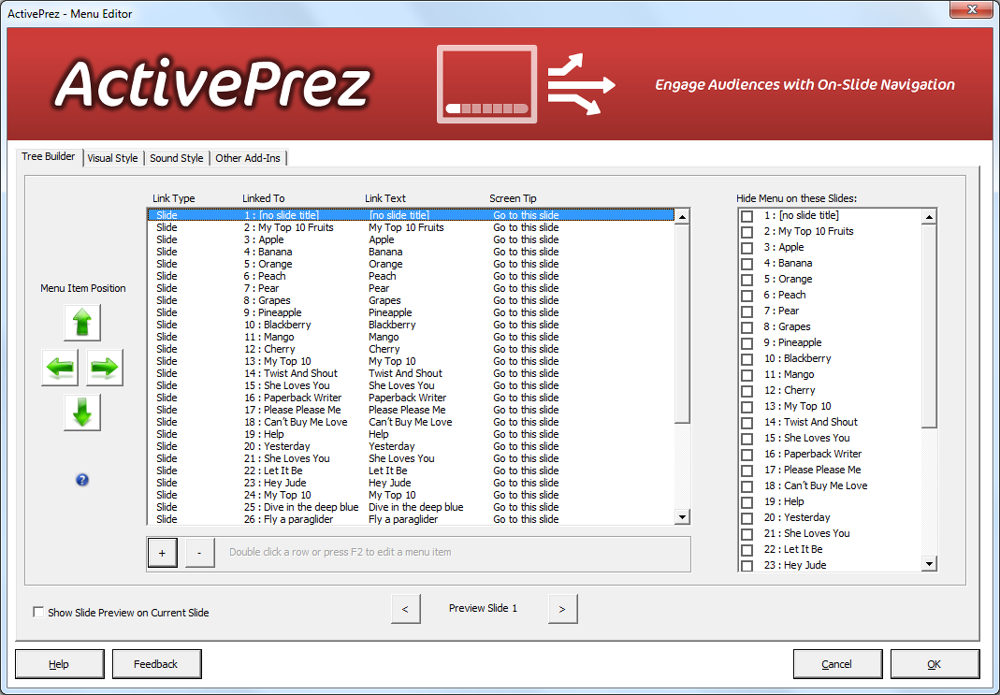 ActivePrez - Menu Editor
ActivePrez
Engage Audiences with On-Slide Navigation
Tree Builder Visual Style Sound Style Other Add-Ins
Link Type Linked To Link Text Screen Tip
Slide 1 : [no slide title] [no slide title] Go to this slide
Slide 2 : My Top 10 Fruits My Top 10 Fruits Go to this slide
Slide 3 : Apple Apple Go to this slide
Slide 4 : Banana Banana Go to this slide
Slide 5 : Orange Orange Go to this slide
Slide 6 : Peach Peach Go to this slide
Slide 7 : Pear Pear Go to this slide
Slide 8 : Grapes Grapes Go to this slide
Slide 9 : Pineapple Pineapple Go to this slide
Slide 10 : Blackberry Blackberry Go to this slide
Slide 11 : Mango Mango Go to this slide
Slide 12 : Cherry Cherry Go to this slide
Slide 13 : My Top 10 My Top 10 Go to this slide
Slide 14 : Twist And Shout Twist And Shout Go to this slide
Slide 15 : She Loves You She Loves You Go to this slide
Slide 16 : Paperback Writer Paperback Writer Go to this slide
Slide 17 : Please Please Me Please Please Me Go to this slide
Slide 18 : Can't Buy Me Love Can't Buy Me Love Go to this slide
Slide 19 : Help Help Go to this slide
Slide 20 : Yesterday Yesterday Go to this slide
Slide 21 : She Loves You She Loves You Go to this slide
Slide 22 : Let It Be Let It Be Go to this slide
Slide 23 : Hey Jude Hey Jude Go to this slide
Slide 24 : My Top 10 My Top 10 Go to this slide
Slide 25 : Dive in the deep blue Dive in the deep blue Go to this slide
Slide 26 : Fly a paraglider Fly a paraglider Go to this slide
Menu Item Position
?
+ - Double click a row or press F2 to edit a menu item
Hide Menu on these Slides:
1 : [no slide title]
2 : My Top 10 Fruits
3 : Apple
4 : Banana
5 : Orange
6 : Peach
7 : Pear
8 : Grapes
9 : Pineapple
10 : Blackberry
11 : Mango
12 : Cherry
13 : My Top 10
14 : Twist And Shout
15 : She Loves You
16 : Paperback Writer
17 : Please Please Me
18 : Can't Buy Me Love
19 : Help
20 : Yesterday
21 : She Loves You
22 : Let It Be
23 : Hey Jude
Show Slide Preview on Current Slide
< Preview Slide 1 >
Help Feedback Cancel OK